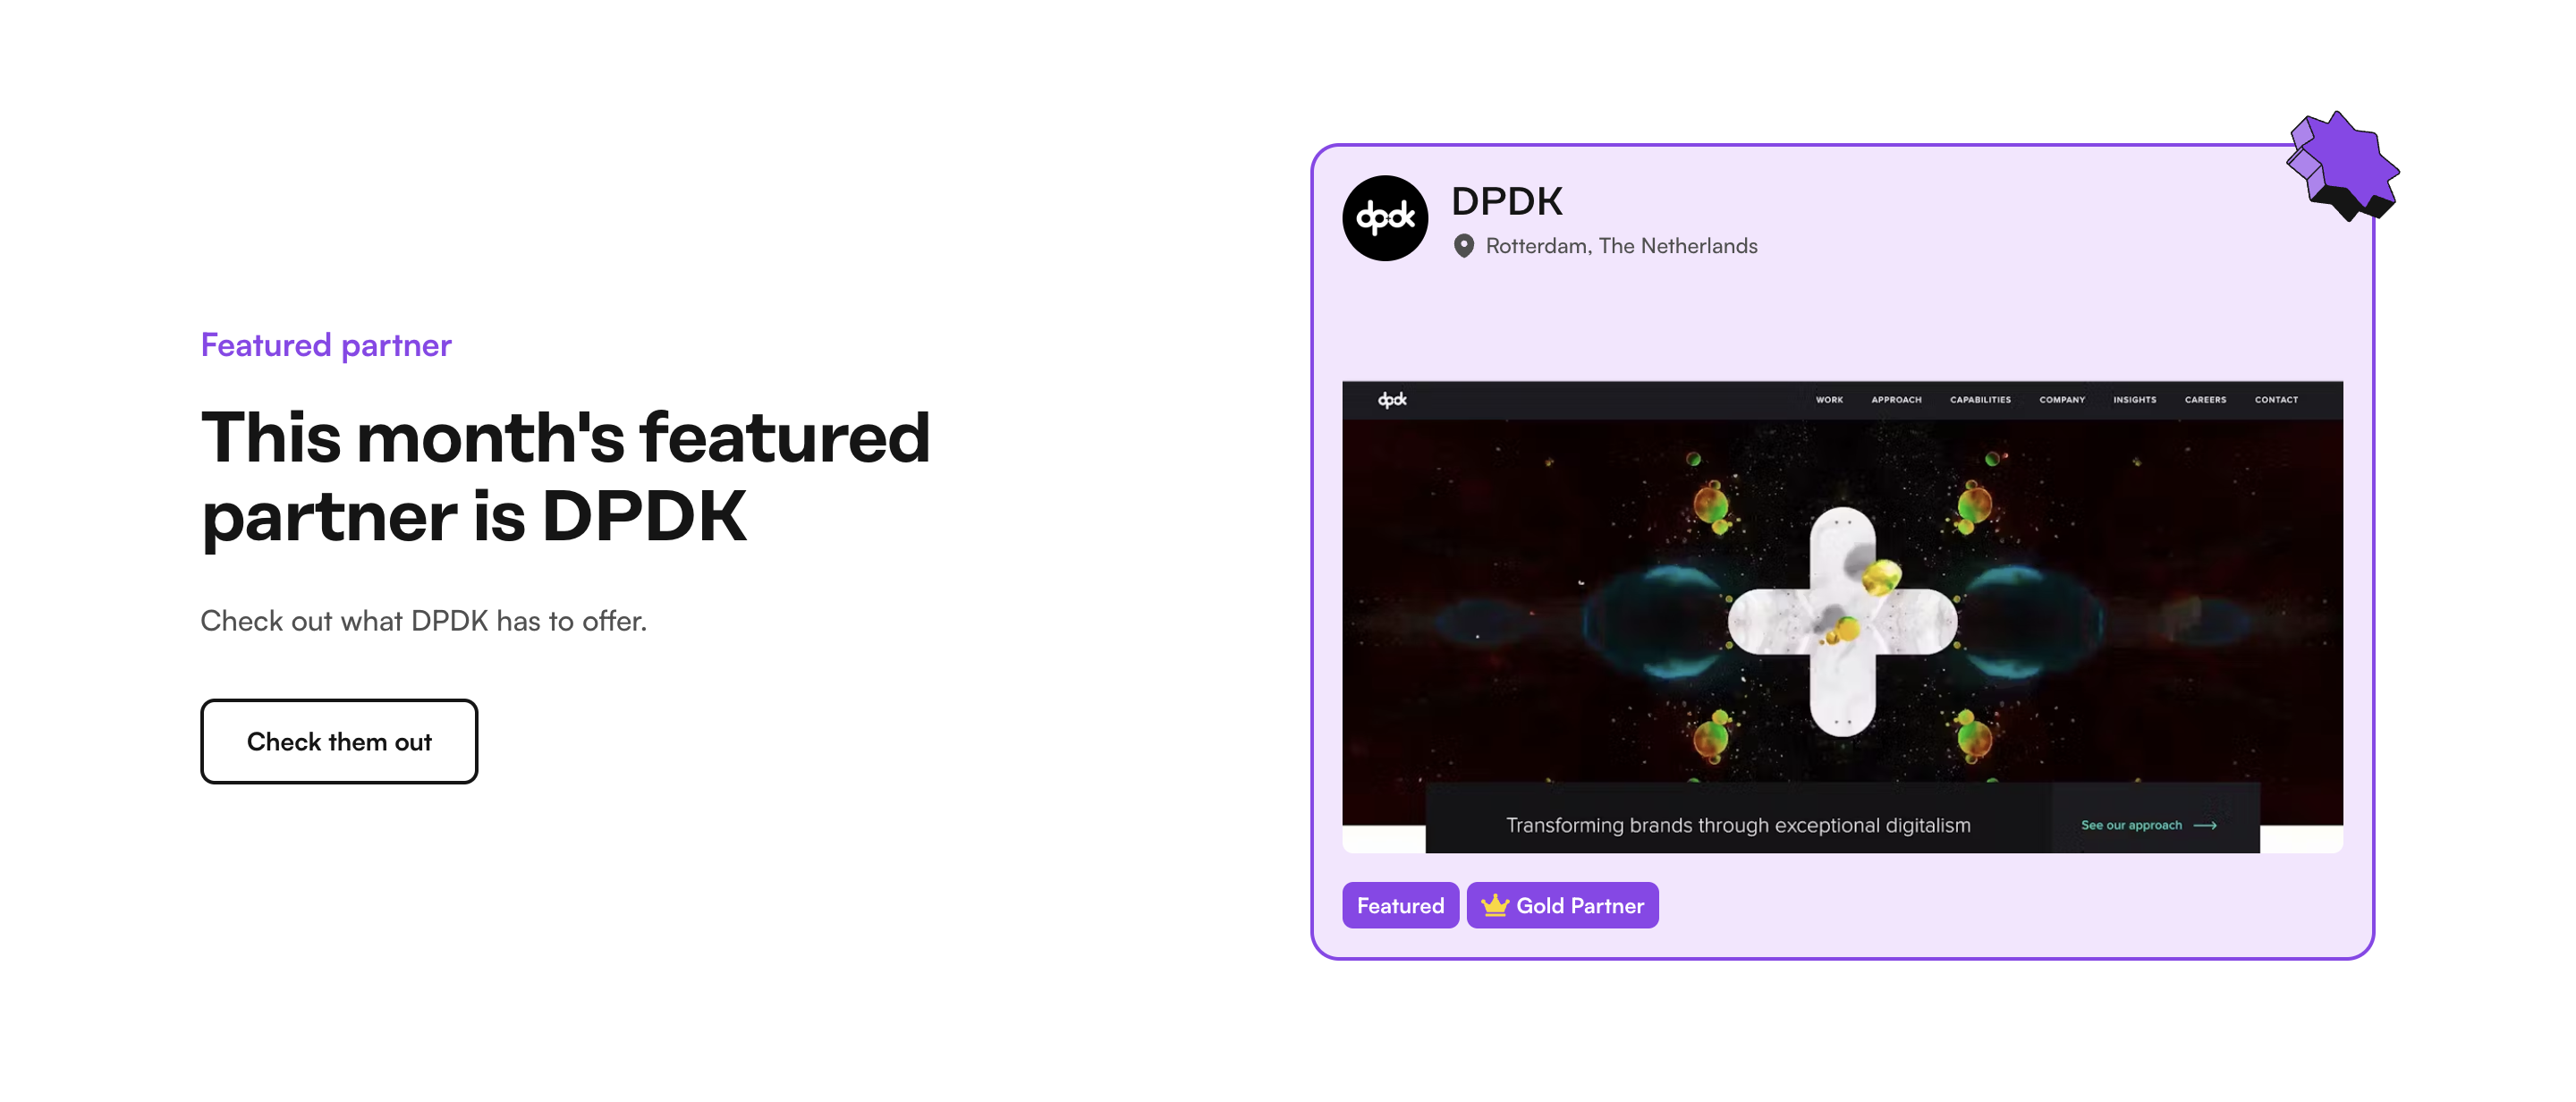 Featured partner
This month's featured
partner is DPDK
Check out what DPDK has to offer.
Check them out
dpdk
DPDK
Rotterdam, The Netherlands
dpdk
WORK APPROACH CAPABILITIES COMPANY INSIGHTS CAREERS CONTACT
Transforming brands through exceptional digitalism
See our approach
Featured
Gold Partner